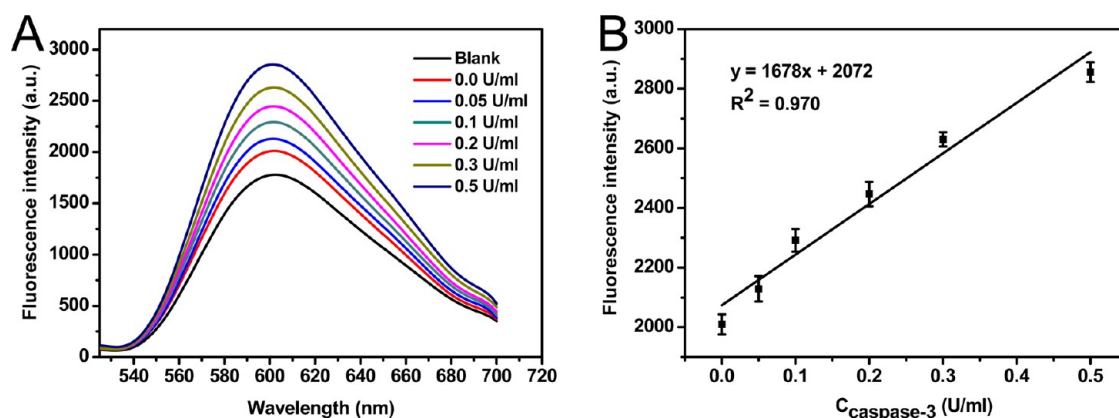 A
Fluorescence intensity (a.u.)
3000
2500
2000
1500
1000
500
0
540 560 580 600 620 640 660 680 700 720
Wavelength (nm)
Blank
0.0 U/ml
0.05 U/ml
0.1 U/ml
0.2 U/ml
0.3 U/ml
0.5 U/ml
B
Fluorescence intensity (a.u.)
3000
2800
2600
2400
2200
2000
y = 1678x + 2072
R² = 0.970
0.0 0.1 0.2 0.3 0.4 0.5
Ccaspase-3 (U/ml)